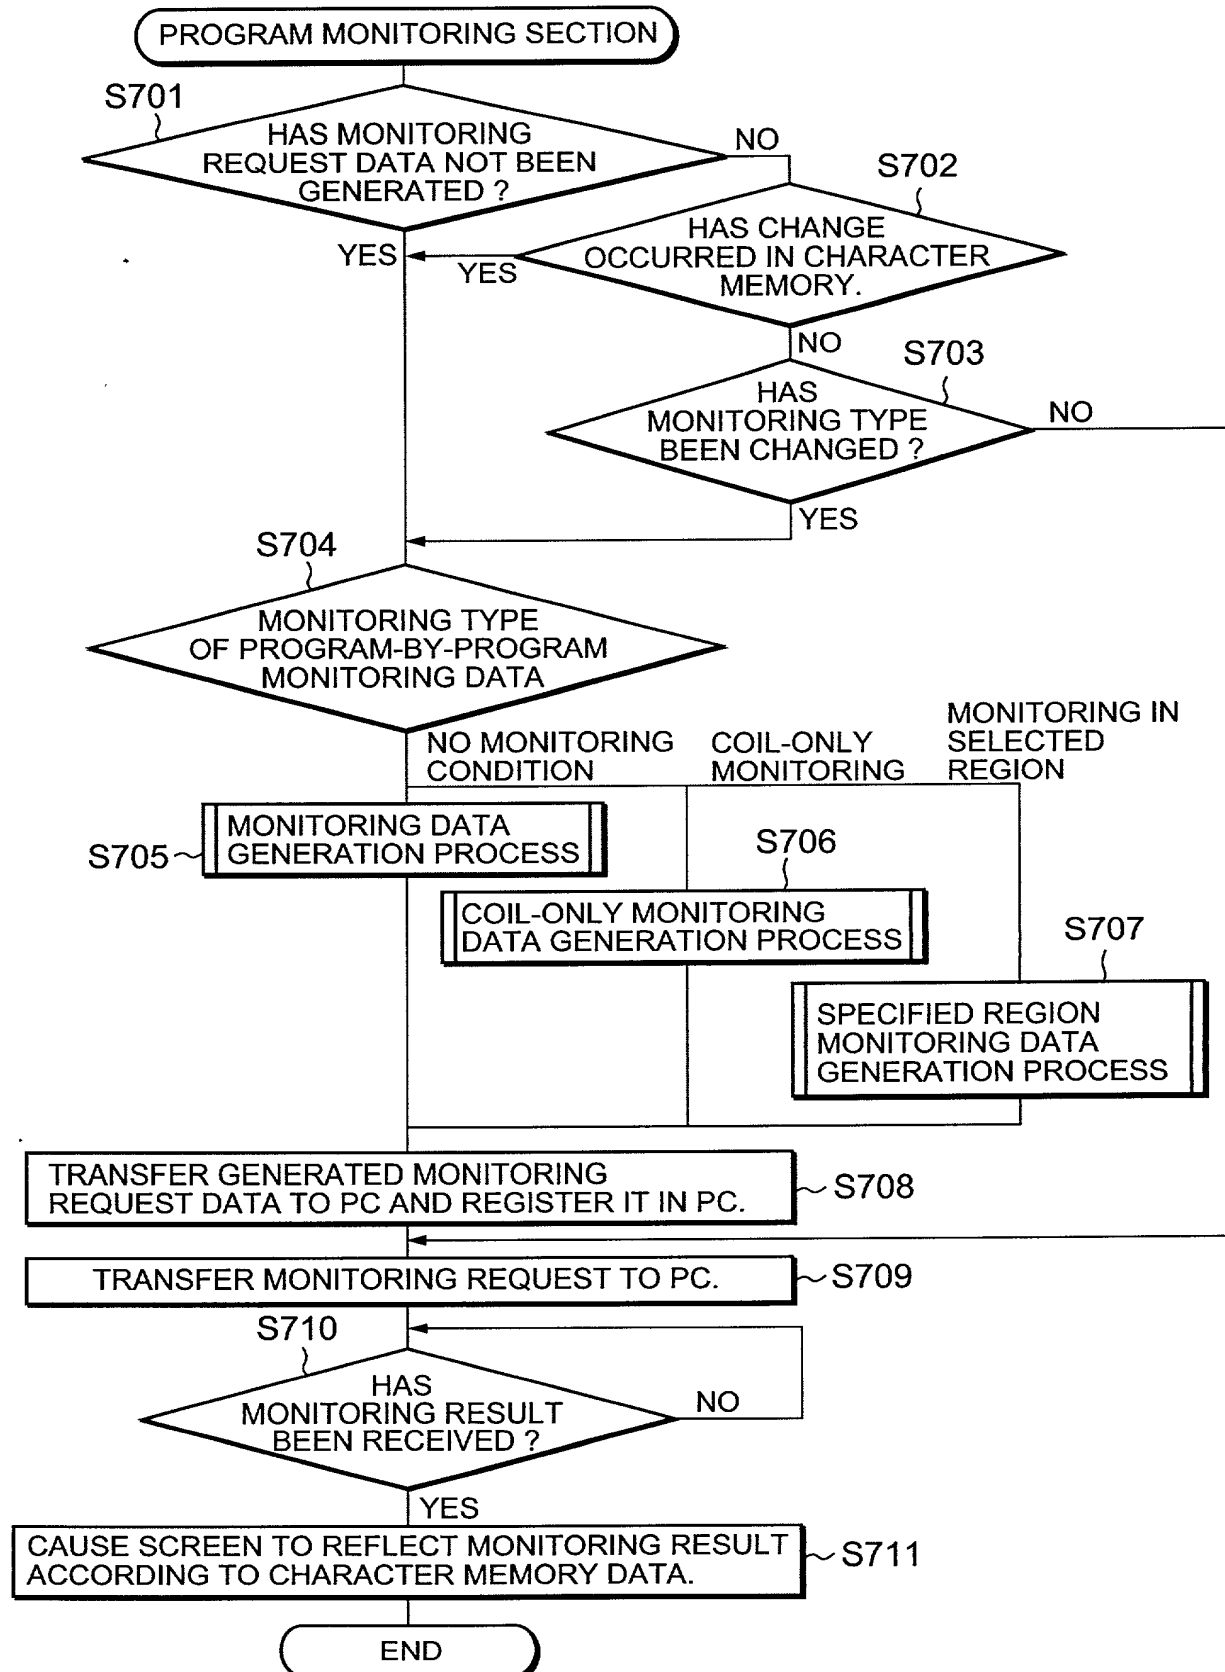 PROGRAM MONITORING SECTION
S701
HAS MONITORING
REQUEST DATA NOT BEEN
GENERATED ?
NO
YES
S702
HAS CHANGE
OCCURRED IN CHARACTER
MEMORY.
YES
NO
S703
HAS
MONITORING TYPE
BEEN CHANGED ?
NO
YES
S704
MONITORING TYPE
OF PROGRAM-BY-PROGRAM
MONITORING DATA
NO MONITORING
CONDITION
COIL-ONLY
MONITORING
MONITORING IN
SELECTED
REGION
S705
MONITORING DATA
GENERATION PROCESS
S706
COIL-ONLY MONITORING
DATA GENERATION PROCESS
S707
SPECIFIED REGION
MONITORING DATA
GENERATION PROCESS
TRANSFER GENERATED MONITORING
REQUEST DATA TO PC AND REGISTER IT IN PC.
S708
TRANSFER MONITORING REQUEST TO PC.
S709
S710
HAS
MONITORING RESULT
BEEN RECEIVED ?
NO
YES
CAUSE SCREEN TO REFLECT MONITORING RESULT
ACCORDING TO CHARACTER MEMORY DATA.
S711
END